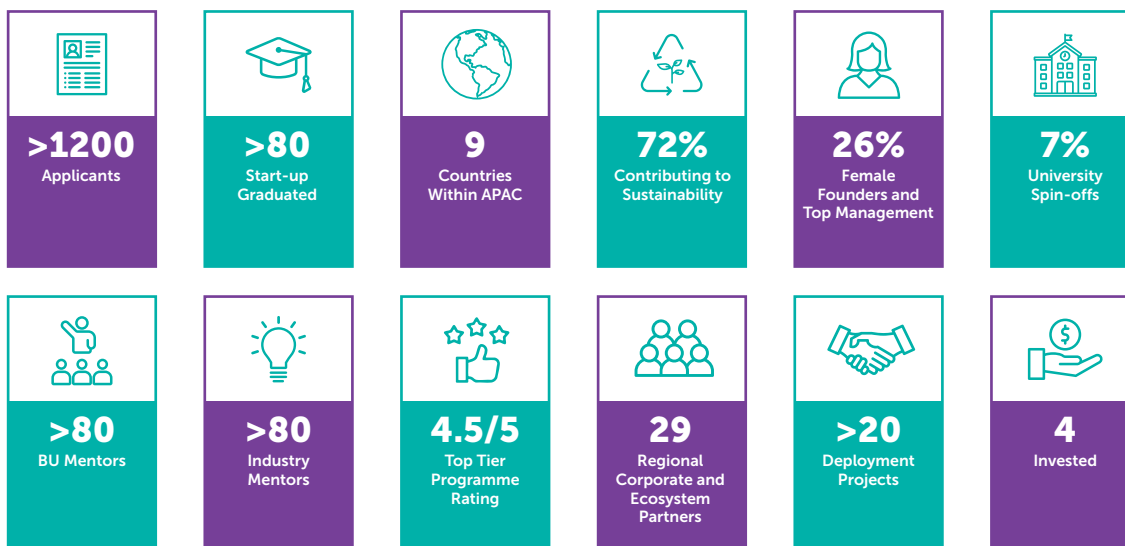 >1200
Applicants
>80
Start-up
Graduated
9
Countries
Within APAC
72%
Contributing to
Sustainability
26%
Female
Founders and
Top Management
7%
University
Spin-offs
>80
BU Mentors
>80
Industry
Mentors
4.5/5
Top Tier
Programme
Rating
29
Regional
Corporate and
Ecosystem
Partners
>20
Deployment
Projects
$
4
Invested